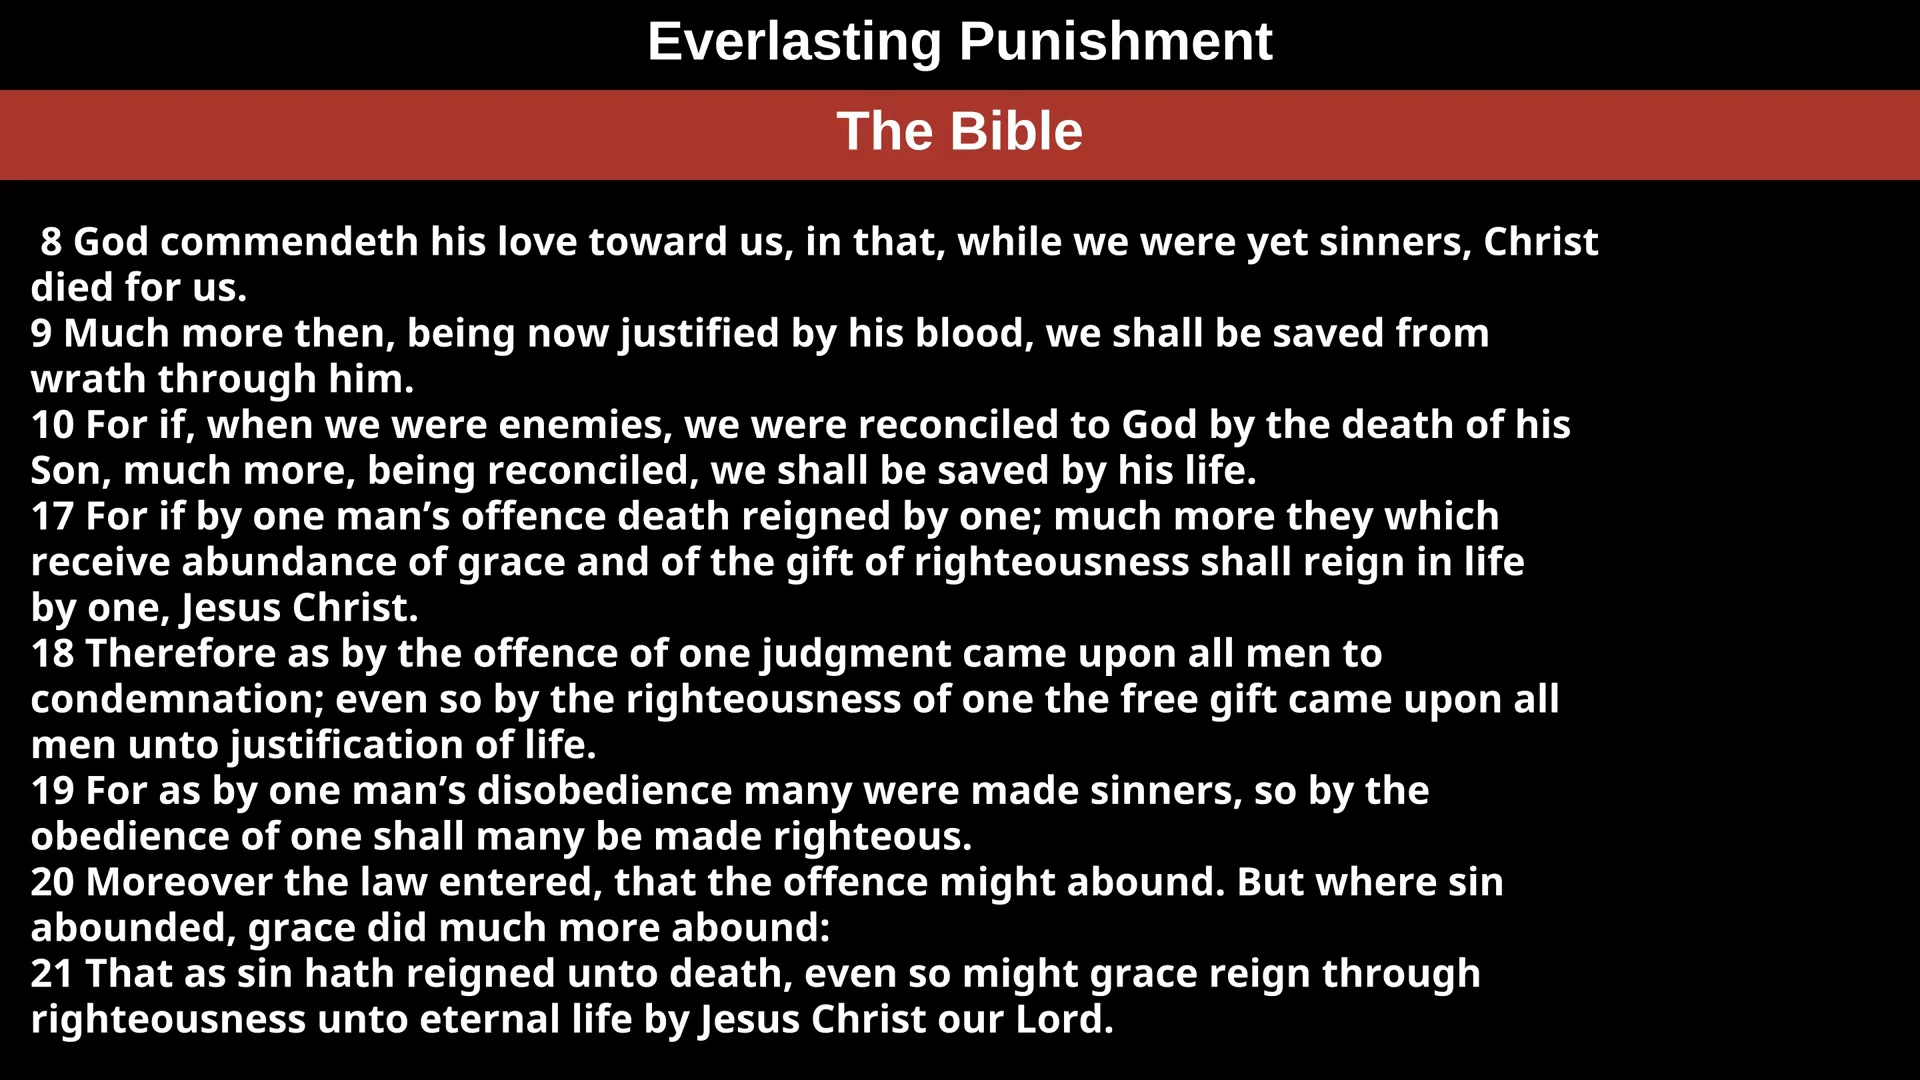 Everlasting Punishment
The Bible
8 God commendeth his love toward us, in that, while we were yet sinners, Christ
died for us.
9 Much more then, being now justified by his blood, we shall be saved from
wrath through him.
10 For if, when we were enemies, we were reconciled to God by the death of his
Son, much more, being reconciled, we shall be saved by his life.
17 For if by one man’s offence death reigned by one; much more they which
receive abundance of grace and of the gift of righteousness shall reign in life
by one, Jesus Christ.
18 Therefore as by the offence of one judgment came upon all men to
condemnation; even so by the righteousness of one the free gift came upon all
men unto justification of life.
19 For as by one man’s disobedience many were made sinners, so by the
obedience of one shall many be made righteous.
20 Moreover the law entered, that the offence might abound. But where sin
abounded, grace did much more abound:
21 That as sin hath reigned unto death, even so might grace reign through
righteousness unto eternal life by Jesus Christ our Lord.